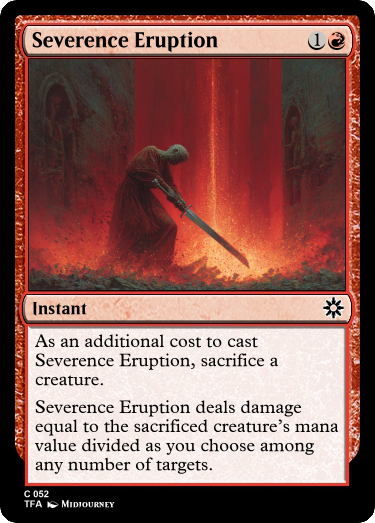 Severence Eruption 1
Instant
As an additional cost to cast
Severence Eruption, sacrifice a
creature.
Severence Eruption deals damage
equal to the sacrificed creature's mana
value divided as you choose among
any number of targets.
C 052
TFA Midjourney